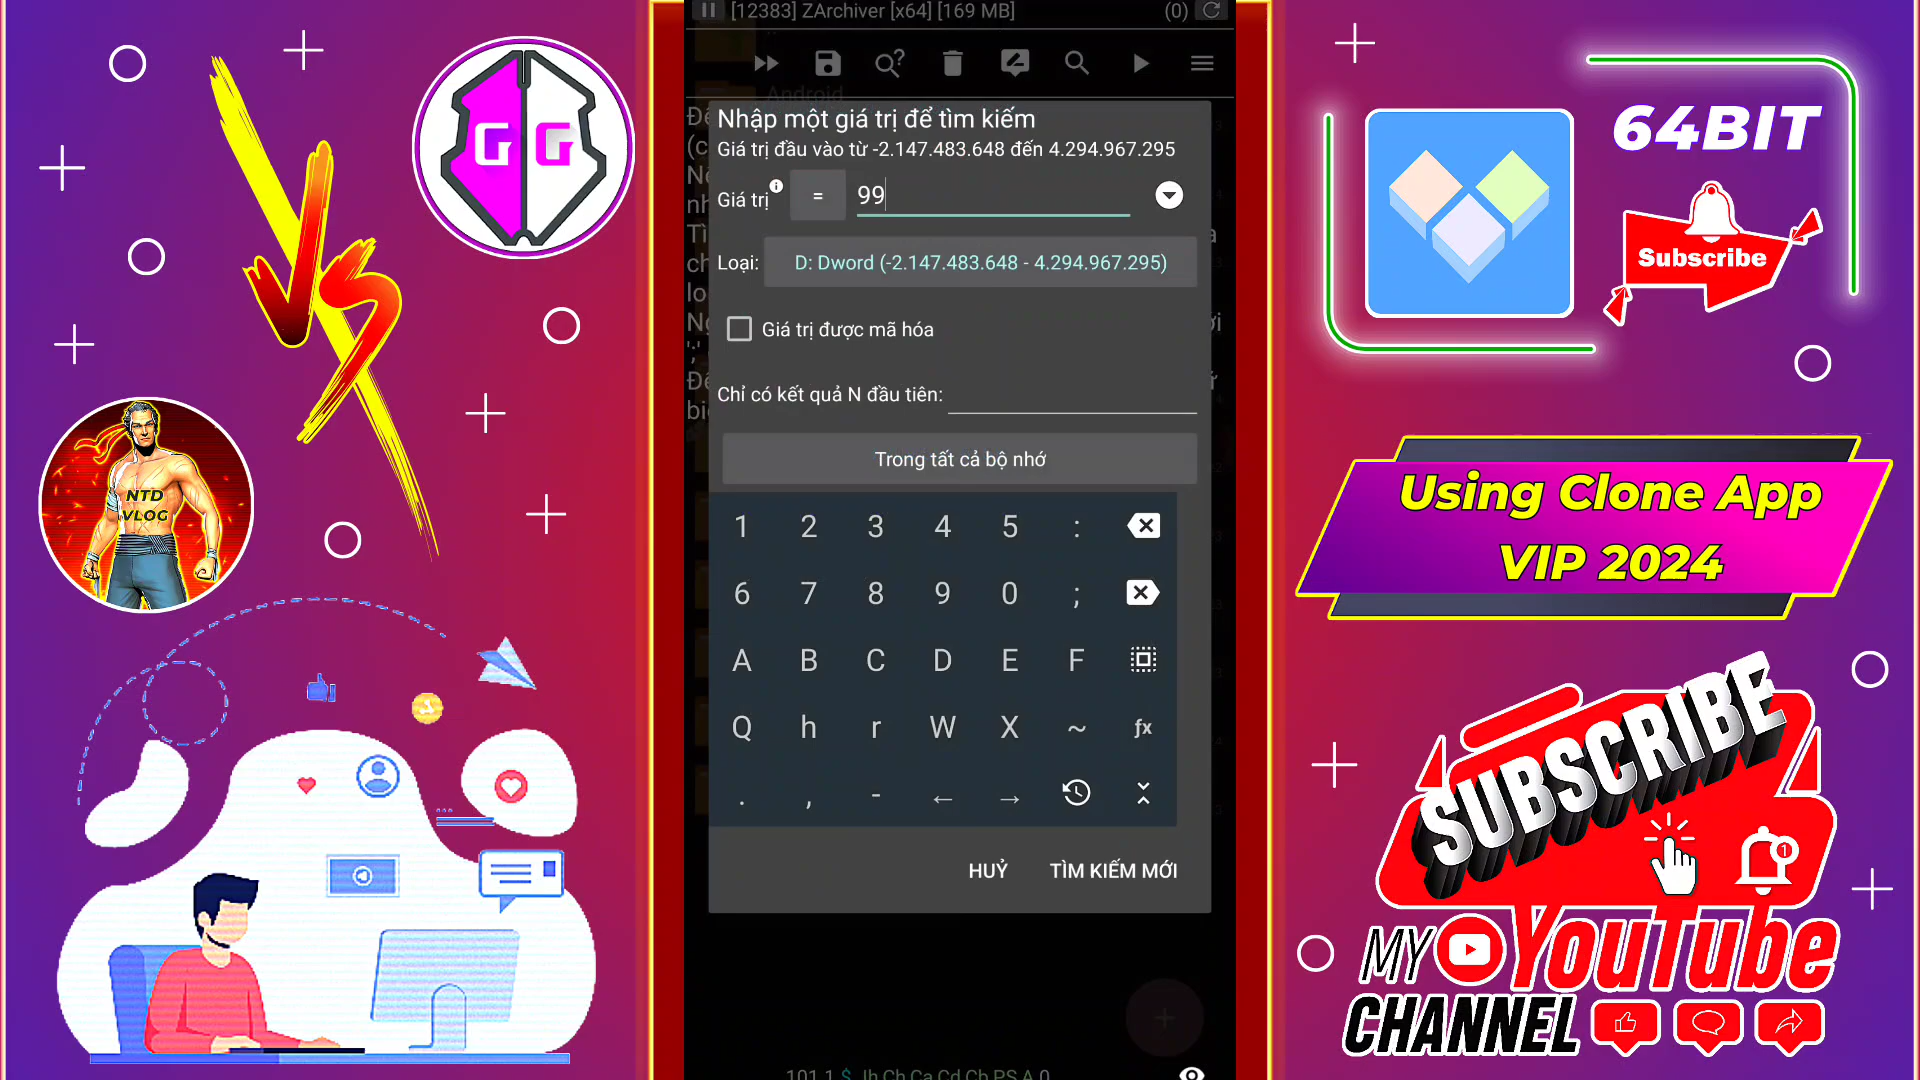 [12383] ZArchiver [x64] [169 MB]
(0)
Android
Nhập một giá trị để tìm kiếm
Giá trị đầu vào từ -2.147.483.648 đến 4.294.967.295
Giá trị
=
99
Loại:
D: Dword (-2.147.483.648 - 4.294.967.295)
Giá trị được mã hóa
Chỉ có kết quả N đầu tiên:
Trong tất cả bộ nhớ
1 2 3 4 5 :
6 7 8 9 0 ;
A B C D E F
Q h r W X ~ fx
. , - ← →
HUỶ
TÌM KIẾM MỚI
VS
G G
NTD
VLOG
64BIT
Subscribe
Using Clone App
VIP 2024
SUBSCRIBE
1
MY YouTube
CHANNEL